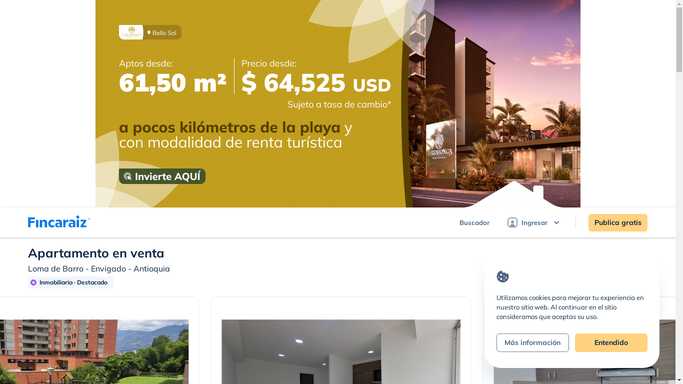 Bello Sol
Aptos desde:
61,50 m²
Precio desde:
$ 64,525 USD
Sujeto a tasa de cambio*
a pocos kilómetros de la playa y
con modalidad de renta turística
Invierte AQUÍ
Fincaraiz
Buscador
Ingresar
Publica gratis
Apartamento en venta
Loma de Barro - Envigado - Antioquia
Inmobiliaria - Destacado
Utilizamos cookies para mejorar tu experiencia en
nuestro sitio web. Al continuar en el sitio
consideramos que aceptas su uso.
Más información
Entendido